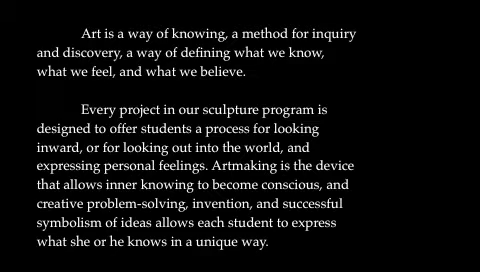 Art is a way of knowing, a method for inquiry
and discovery, a way of defining what we know,
what we feel, and what we believe.
Every project in our sculpture program is
designed to offer students a process for looking
inward, or for looking out into the world, and
expressing personal feelings. Artmaking is the device
that allows inner knowing to become conscious, and
creative problem-solving, invention, and successful
symbolism of ideas allows each student to express
what she or he knows in a unique way.